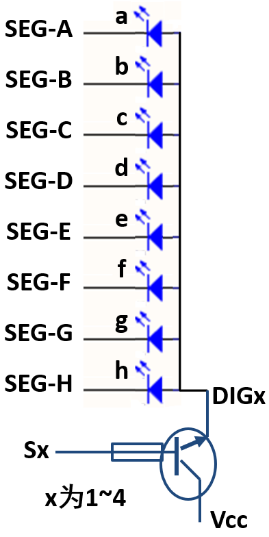 a
SEG-A
b
SEG-B
c
SEG-C
d
SEG-D
e
SEG-E
f
SEG-F
g
SEG-G
h
SEG-H
DIGx
Sx
x为1~4
Vcc